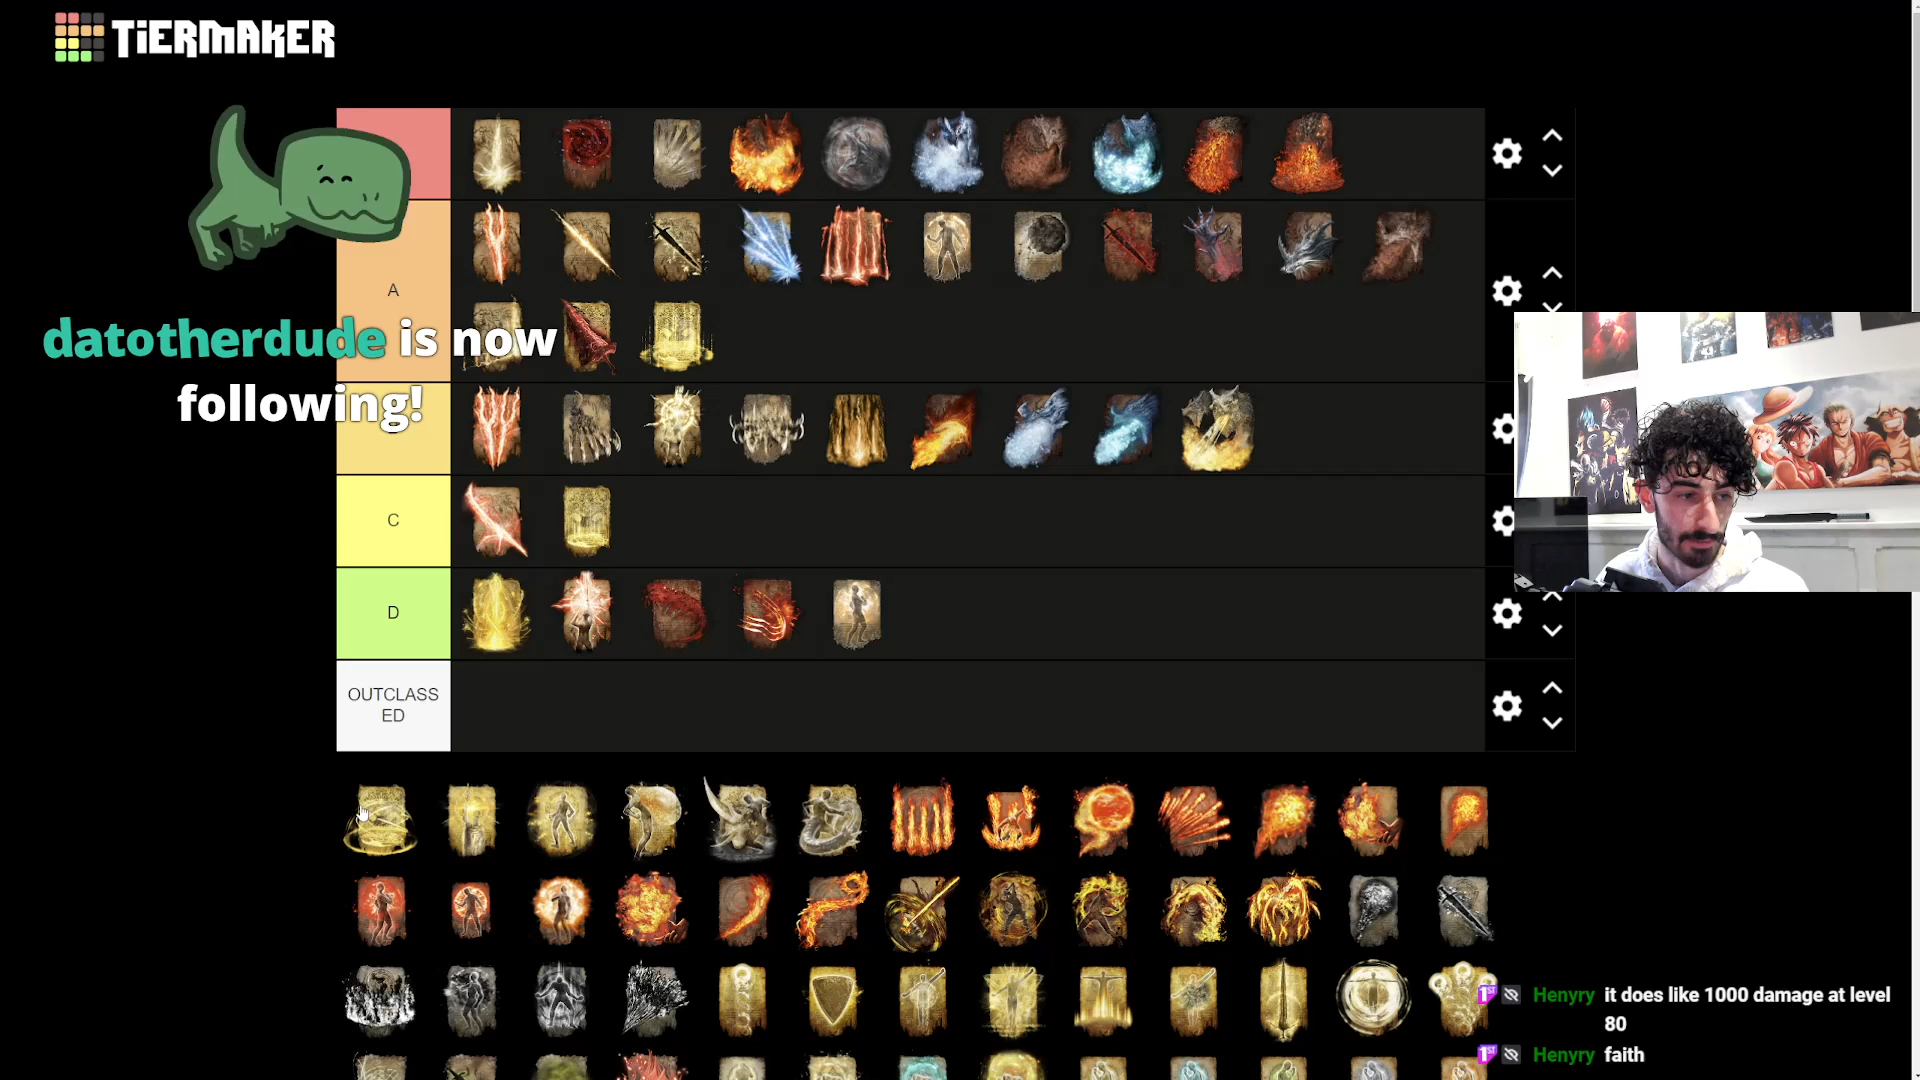 TiERMAKER
datotherdude is now
following!
A
C
D
OUTCLASS
ED
Henyry it does like 1000 damage at level
80
Henyry faith